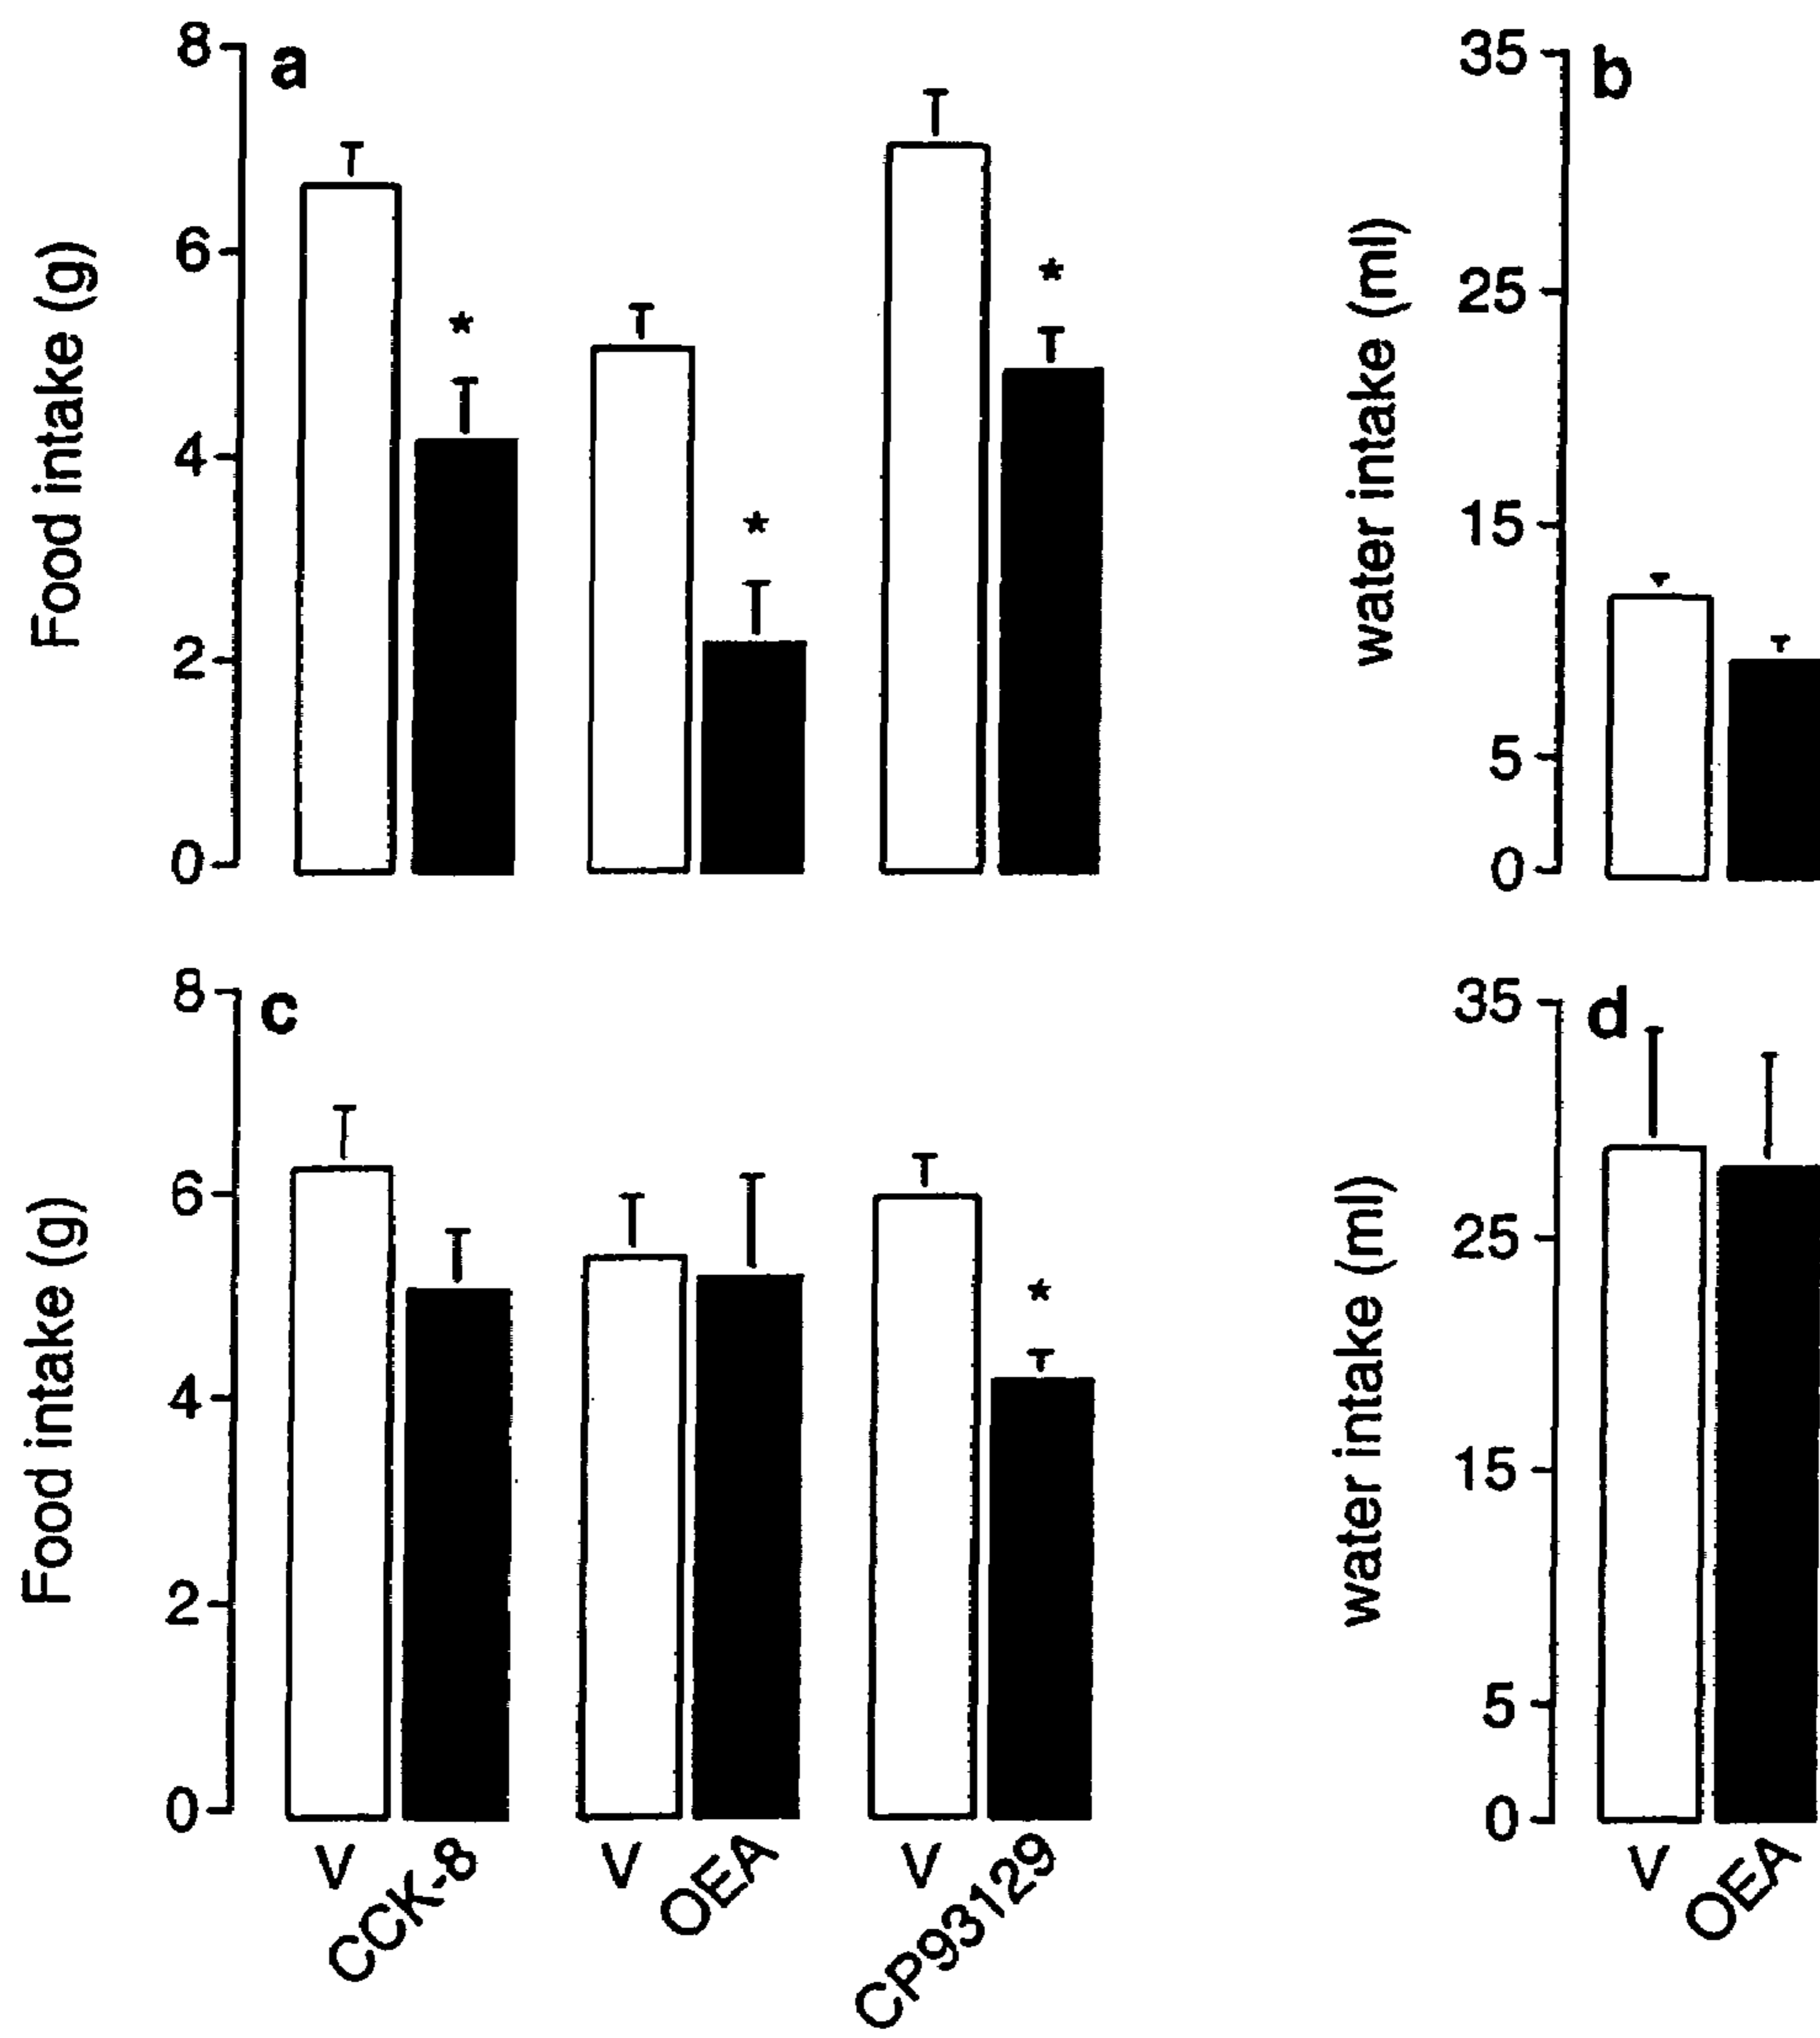 a
8
6
4
2
0
Food intake (g)
*
*
*
b
35
25
15
5
0
water intake (ml)
c
8
6
4
2
0
Food intake (g)
*
V
CCK-8
V
OEA
V
CP93129
d
35
25
15
5
0
water intake (ml)
V
OEA